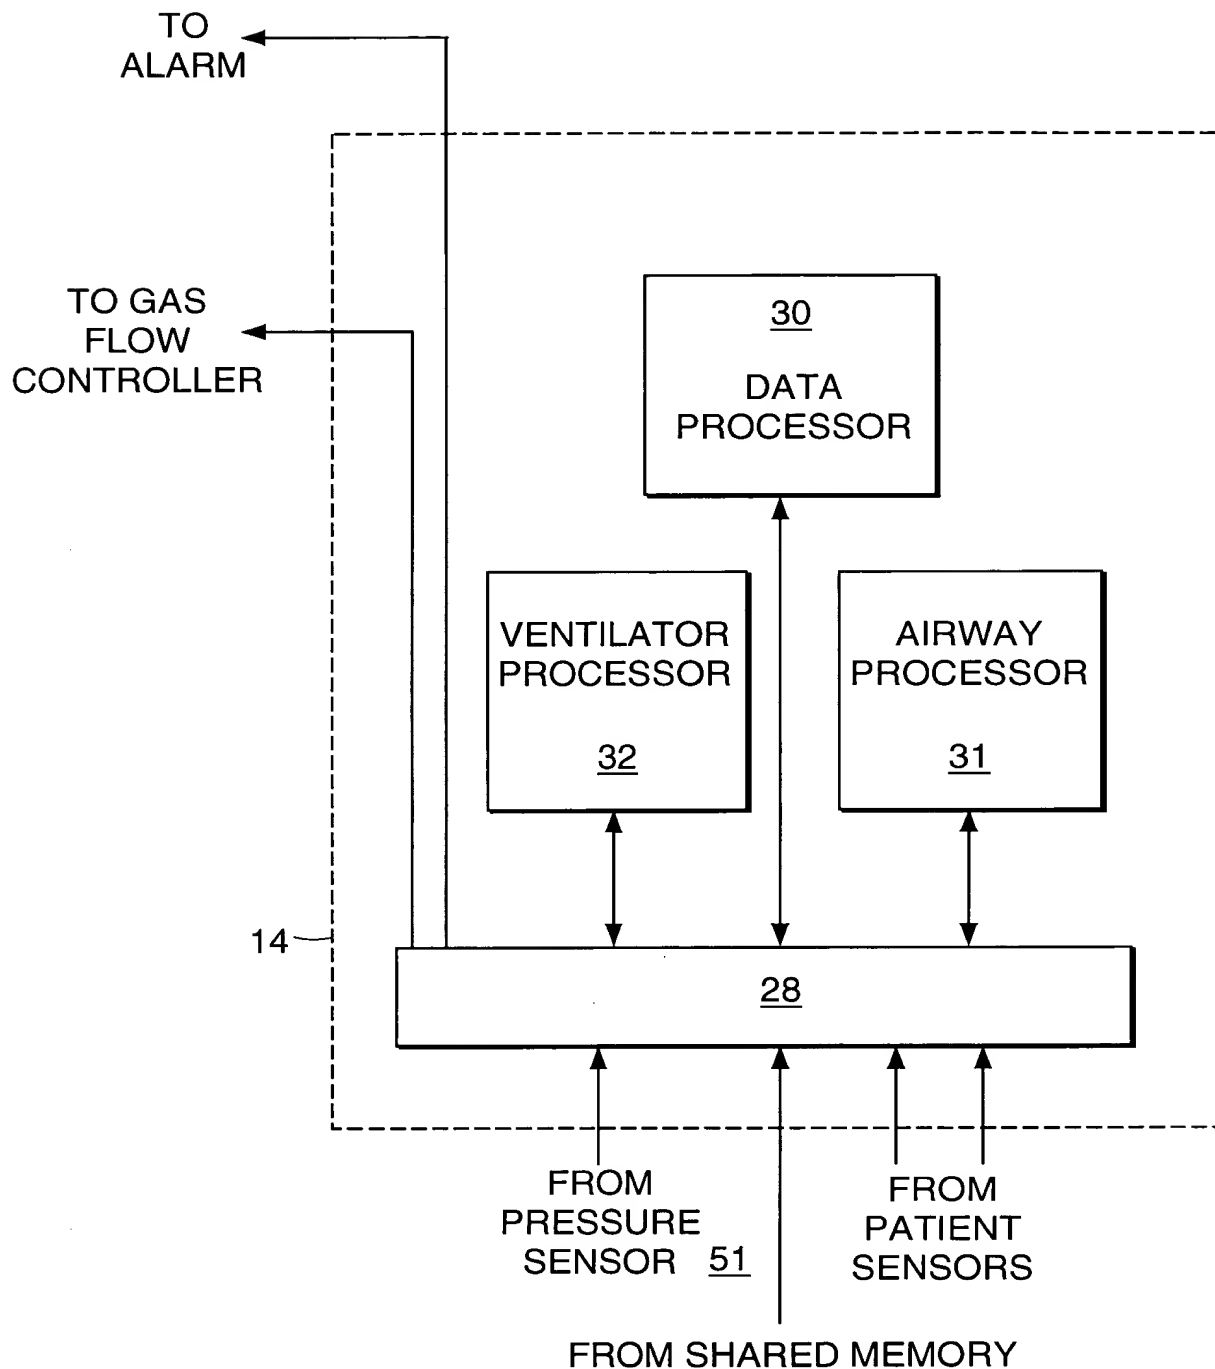 TO
ALARM
TO GAS
FLOW
CONTROLLER
30
DATA
PROCESSOR
VENTILATOR
PROCESSOR
32
AIRWAY
PROCESSOR
31
14
28
FROM
PRESSURE
SENSOR 51
FROM
PATIENT
SENSORS
FROM SHARED MEMORY